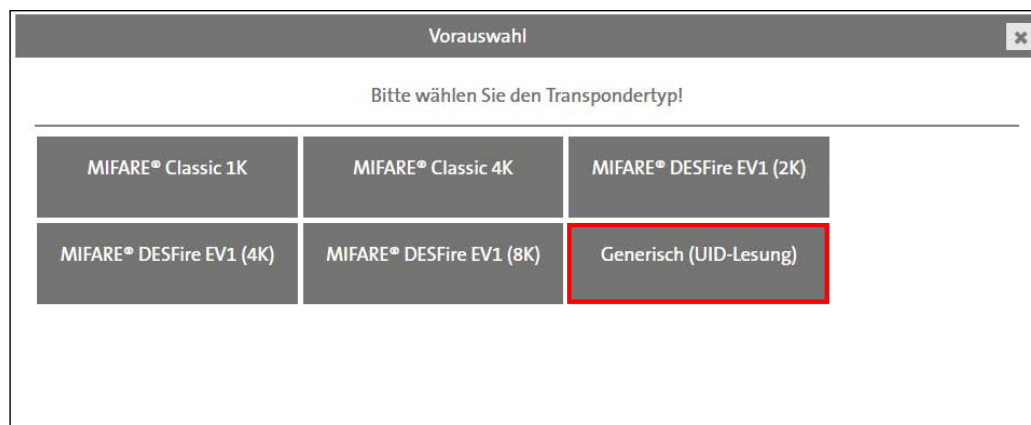 Vorauswahl
Bitte wählen Sie den Transpondertyp!
MIFARE® Classic 1K
MIFARE® Classic 4K
MIFARE® DESFire EV1 (2K)
MIFARE® DESFire EV1 (4K)
MIFARE® DESFire EV1 (8K)
Generisch (UID-Lesung)